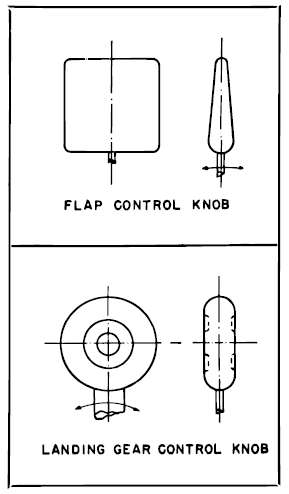 FLAP CONTROL KNOB
LANDING GEAR CONTROL KNOB